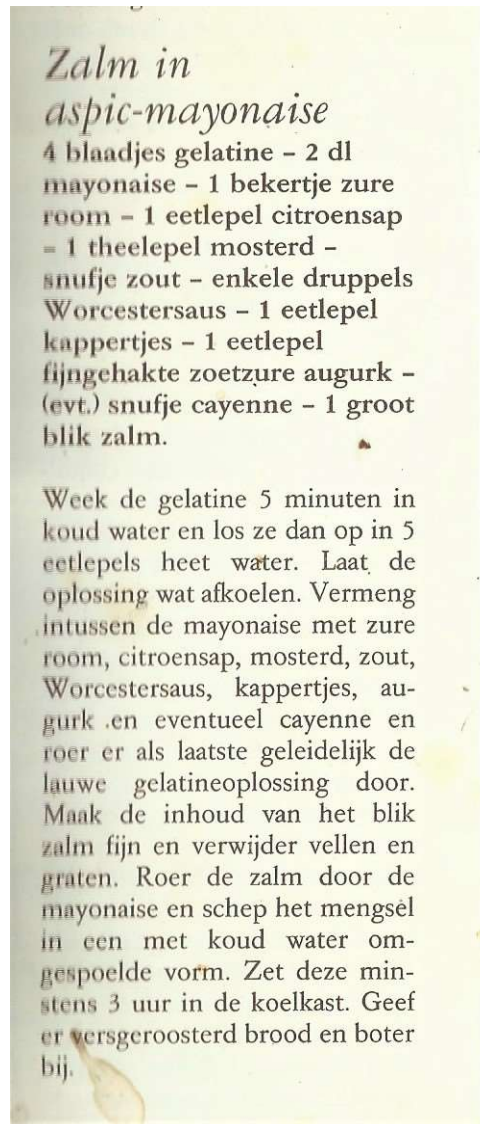 Zalm in
aspic-mayonaise
4 blaadjes gelatine – 2 dl
mayonaise – 1 bekertje zure
room – 1 eetlepel citroensap
– 1 theelepel mosterd –
snufje zout – enkele druppels
Worcestersaus – 1 eetlepel
kappertjes – 1 eetlepel
fijngehakte zoetzure augurk –
(evt.) snufje cayenne – 1 groot
blik zalm.
Week de gelatine 5 minuten in
koud water en los ze dan op in 5
eetlepels heet water. Laat de
oplossing wat afkoelen. Vermeng
intussen de mayonaise met zure
room, citroensap, mosterd, zout,
Worcestersaus, kappertjes, au-
gurk en eventueel cayenne en
roer er als laatste geleidelijk de
lauwe gelatineoplossing door.
Maak de inhoud van het blik
zalm fijn en verwijder vellen en
graten. Roer de zalm door de
mayonaise en schep het mengsel
in een met koud water om-
gespoelde vorm. Zet deze min-
stens 3 uur in de koelkast. Geef
er versgeroosterd brood en boter
bij.